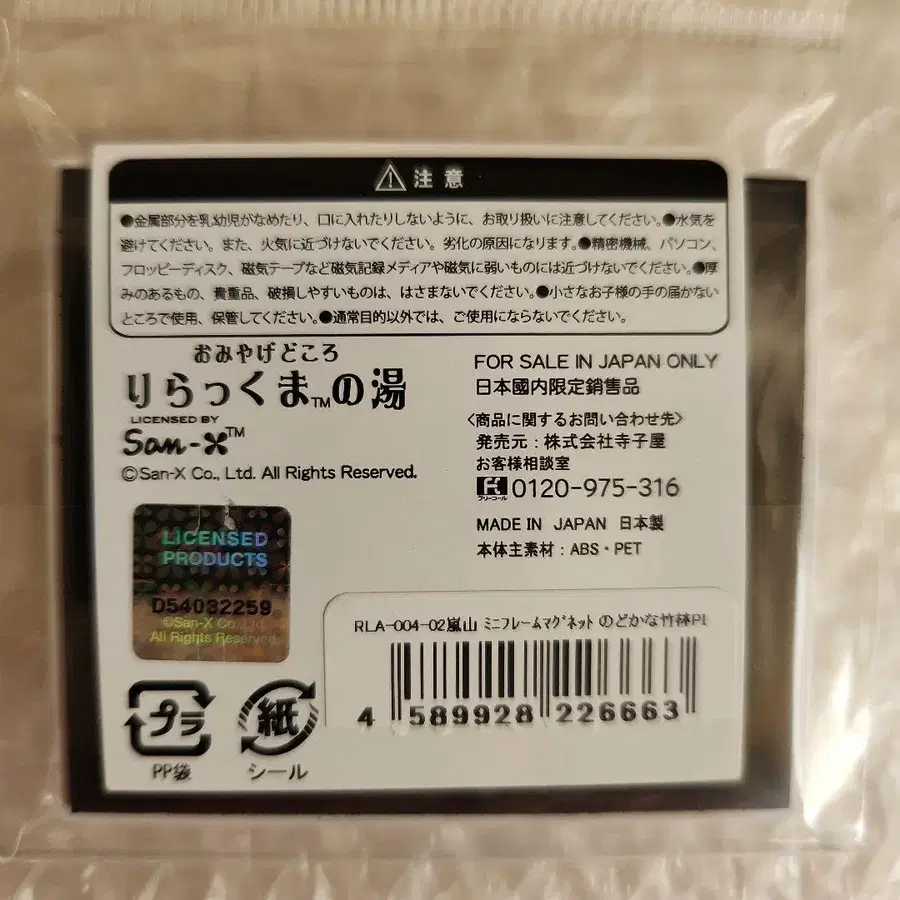 注意
●金属部分を乳幼児がなめたり、口に入れたりしないように、お取り扱いに注意してください。●水気を
避けてください。また、火気に近づけないでください。劣化の原因になります。●精密機械、パソコン、
フロッピーディスク、磁気テープなど磁気記録メディアや磁気に弱いものには近づけないでください。●厚
みのあるもの、貴重品、破損しやすいものは、はさまないでください。●小さなお子様の手の届かない
ところで使用、保管してください。●通常目的以外では、ご使用にならないでください。
おみやげどころ
りらっくま™の湯
LICENSED BY
San-X™
©San-X Co., Ltd. All Rights Reserved.
FOR SALE IN JAPAN ONLY
日本國内限定銷售品
〈商品に関するお問い合わせ先〉
発売元：株式会社寺子屋
お客様相談室
フリーコール
0120-975-316
MADE IN JAPAN 日本製
本体主素材：ABS・PET
LICENSED
PRODUCTS
D54032259
©San-X Co., Ltd.
All Rights Reserved.
RLA-004-02嵐山 ミニフレームマグネット のどかな竹林PI
4 589928 226663
プラ
PP袋
紙
シール